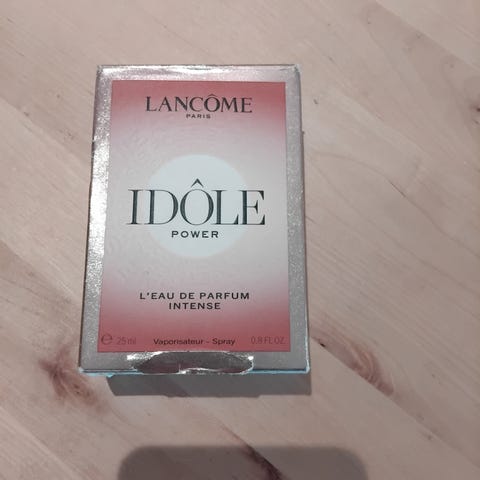 LANCÔME
PARIS
IDÔLE
POWER
L'EAU DE PARFUM
INTENSE
℮ 25 ml Vaporisateur - Spray 0.8 FL.OZ.